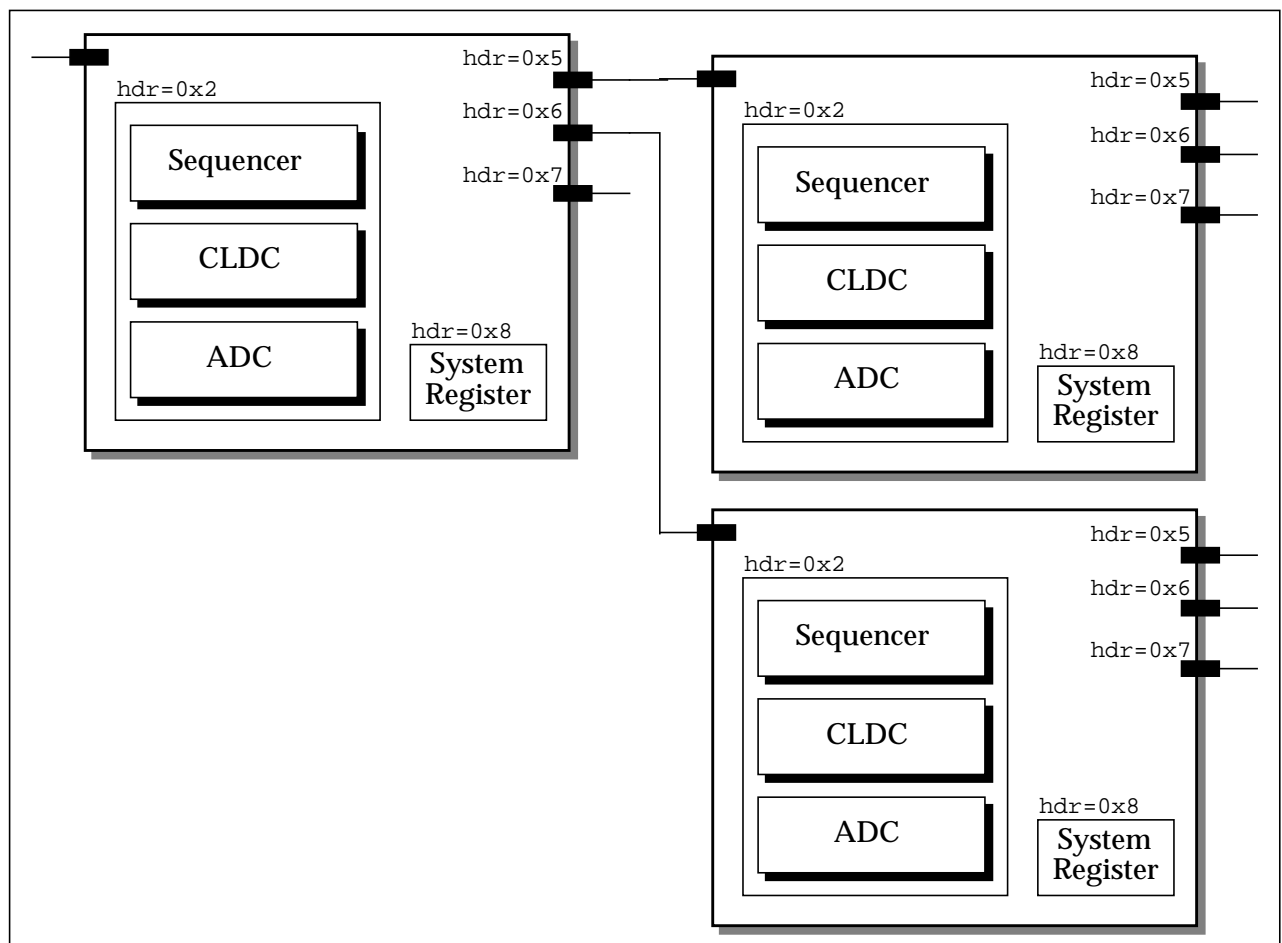 hdr=0x5
hdr=0x2
hdr=0x6
Sequencer
hdr=0x7
CLDC
hdr=0x8
ADC
System
Register
hdr=0x5
hdr=0x2
hdr=0x6
Sequencer
hdr=0x7
CLDC
hdr=0x8
ADC
System
Register
hdr=0x5
hdr=0x2
hdr=0x6
Sequencer
hdr=0x7
CLDC
hdr=0x8
ADC
System
Register